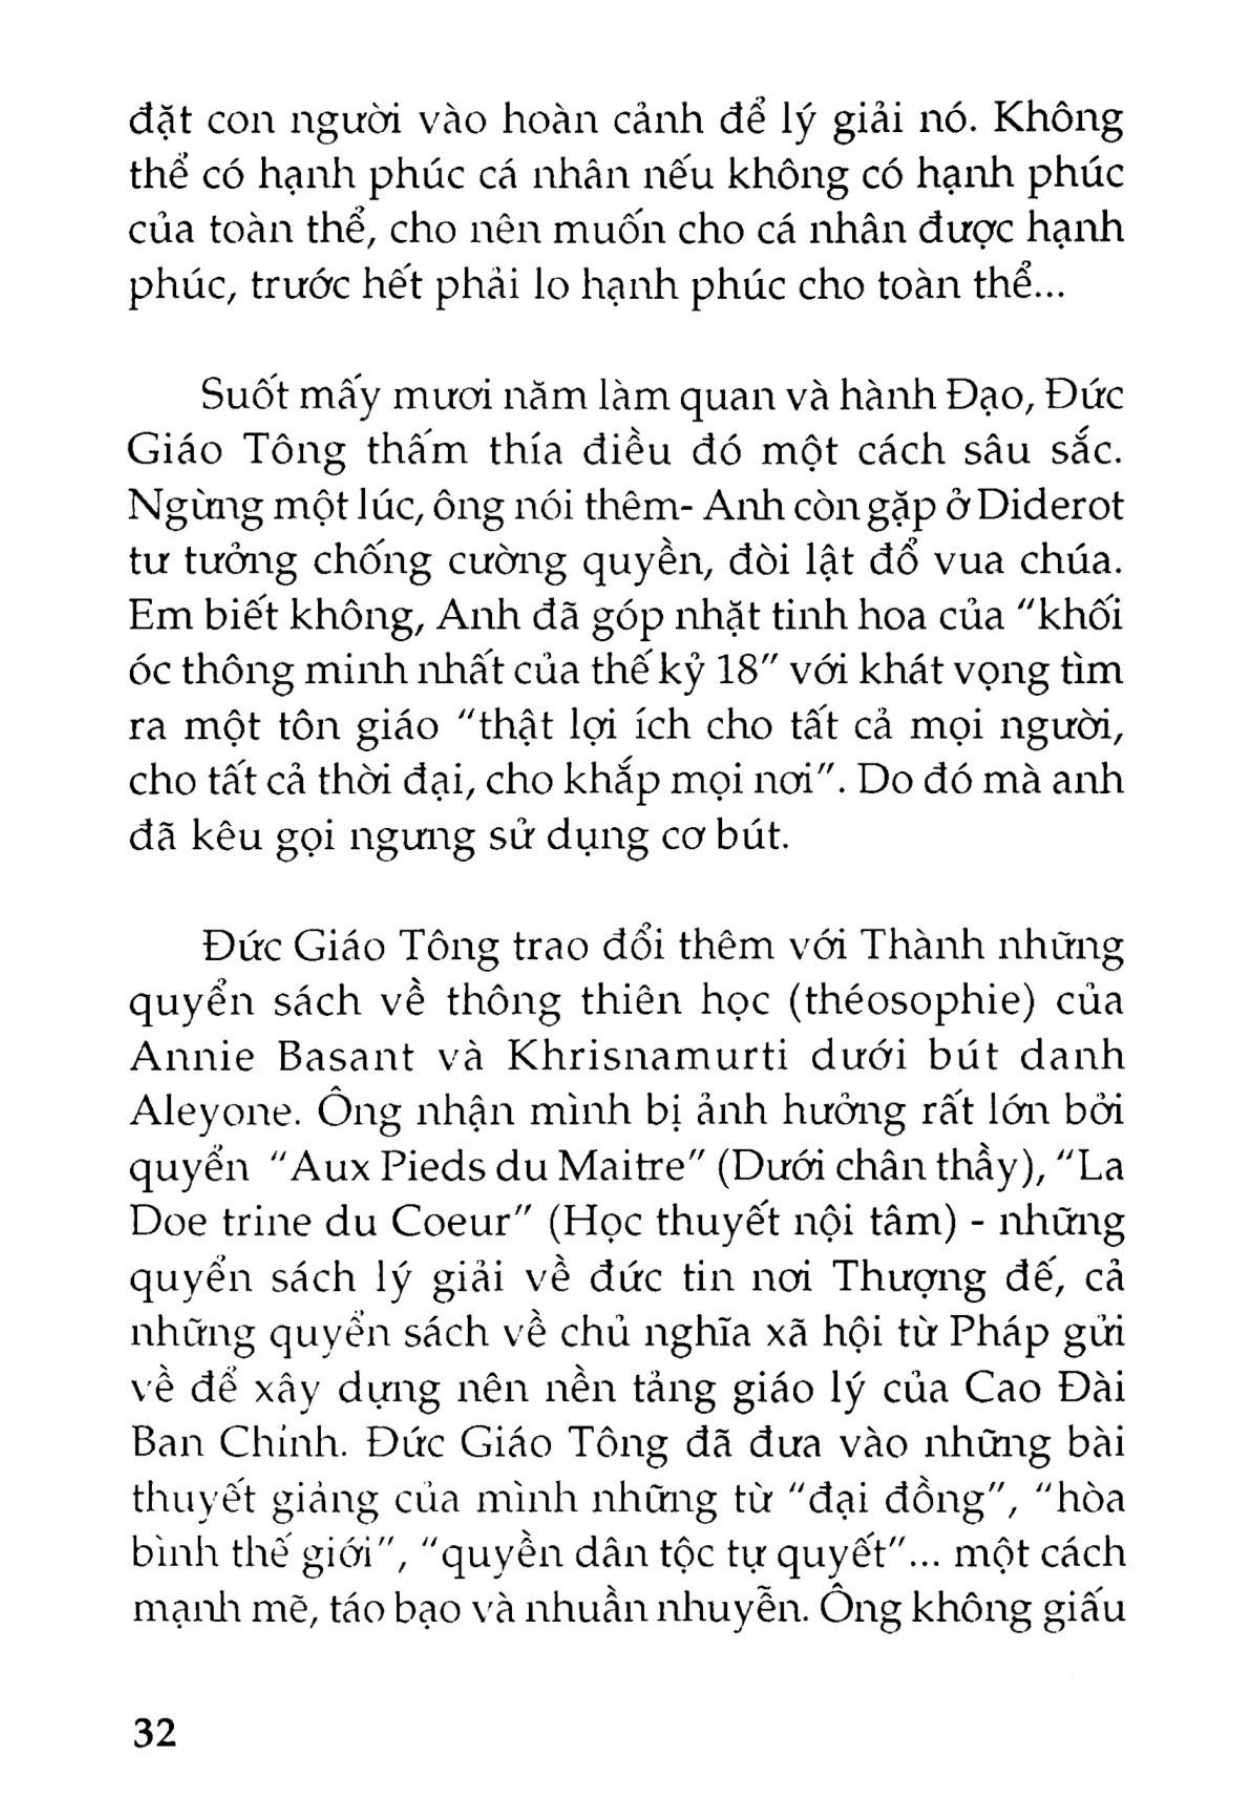 đặt con người vào hoàn cảnh để lý giải nó. Không
thể có hạnh phúc cá nhân nếu không có hạnh phúc
của toàn thể, cho nên muốn cho cá nhân được hạnh
phúc, trước hết phải lo hạnh phúc cho toàn thể...
Suốt mấy mươi năm làm quan và hành Đạo, Đức
Giáo Tông thấm thía điều đó một cách sâu sắc.
Ngừng một lúc, ông nói thêm- Anh còn gặp ở Diderot
tư tưởng chống cường quyền, đòi lật đổ vua chúa.
Em biết không, Anh đã góp nhặt tinh hoa của "khối
óc thông minh nhất của thế kỷ 18" với khát vọng tìm
ra một tôn giáo "thật lợi ích cho tất cả mọi người,
cho tất cả thời đại, cho khắp mọi nơi". Do đó mà anh
đã kêu gọi ngưng sử dụng cơ bút.
Đức Giáo Tông trao đổi thêm với Thành những
quyển sách về thông thiên học (théosophie) của
Annie Basant và Khrisnamurti dưới bút danh
Aleyone. Ông nhận mình bị ảnh hưởng rất lớn bởi
quyển "Aux Pieds du Maitre" (Dưới chân thầy), "La
Doe trine du Coeur" (Học thuyết nội tâm) - những
quyển sách lý giải về đức tin nơi Thượng đế, cả
những quyển sách về chủ nghĩa xã hội từ Pháp gửi
về để xây dựng nên nền tảng giáo lý của Cao Đài
Ban Chỉnh. Đức Giáo Tông đã đưa vào những bài
thuyết giảng của mình những từ "đại đồng", "hòa
bình thế giới", "quyền dân tộc tự quyết"... một cách
mạnh mẽ, táo bạo và nhuần nhuyễn. Ông không giấu
32